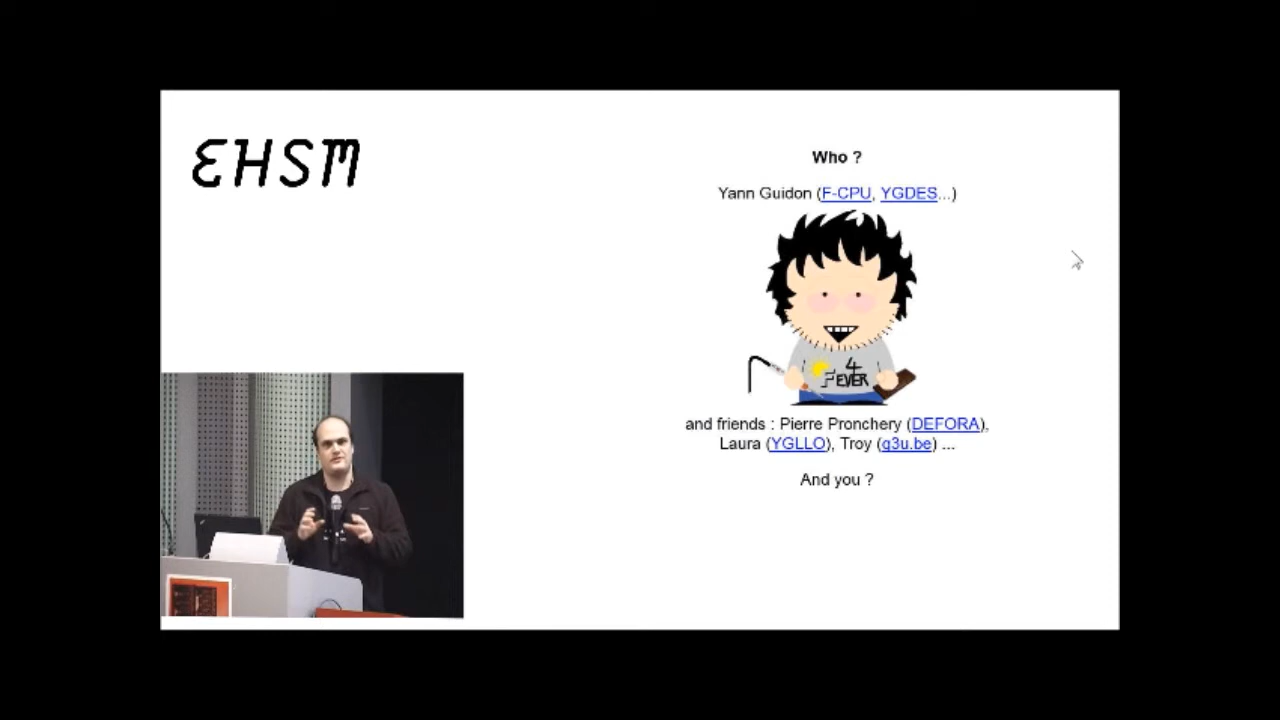 EHSM
Who ?
Yann Guidon (F-CPU, YGDES...)
4
EVER
and friends : Pierre Pronchery (DEFORA),
Laura (YGLLO), Troy (g3u.be) ...
And you ?